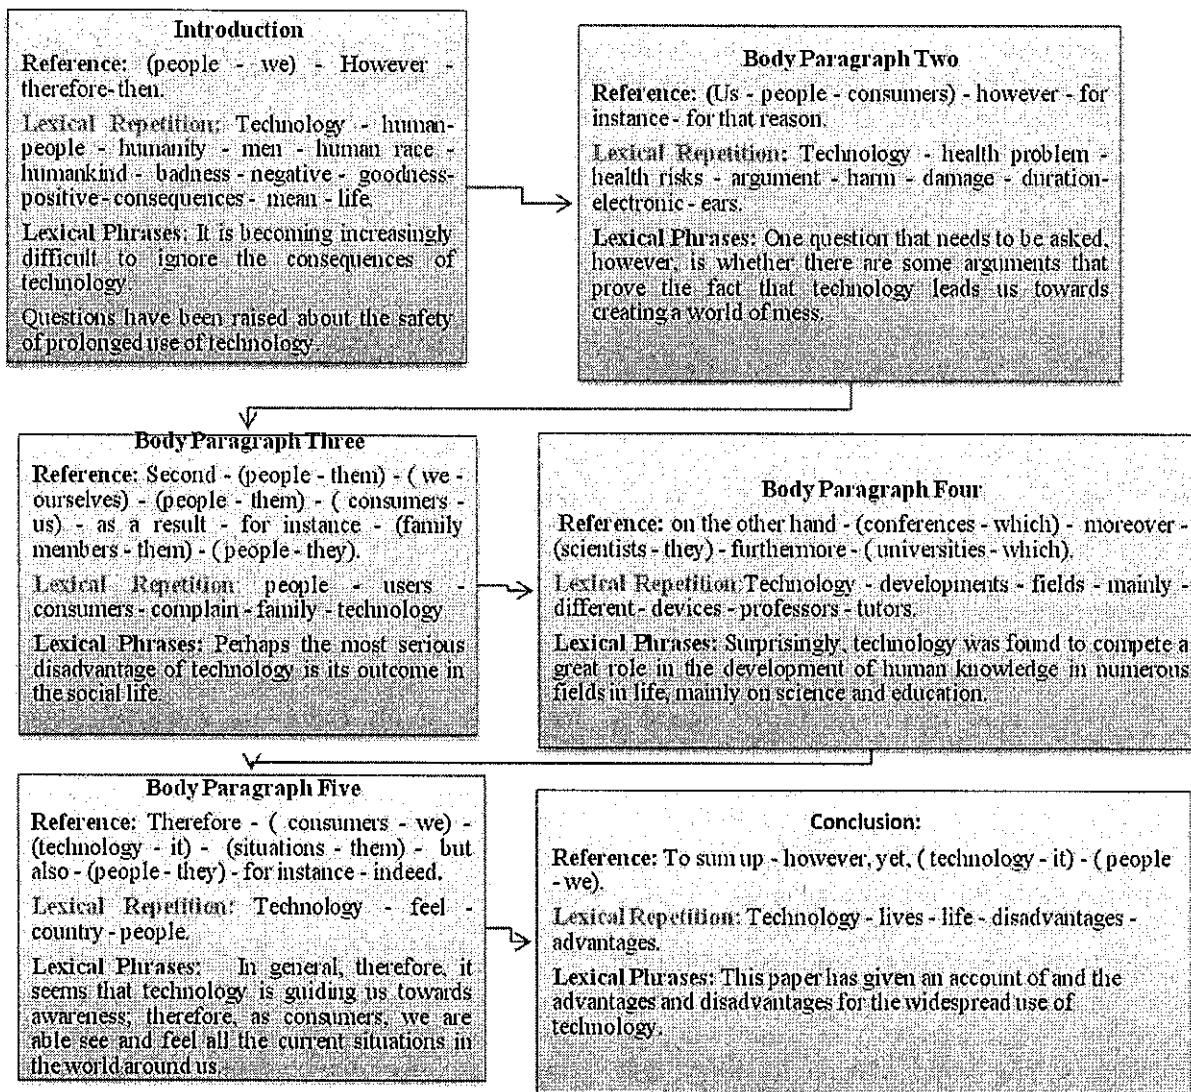 Introduction
Reference: (people - we) - However -
therefore- then.
Lexical Repetition: Technology - human-
people - humanity - men - human race -
humankind - badness - negative - goodness-
positive - consequences - mean - life.
Lexical Phrases: It is becoming increasingly
difficult to ignore the consequences of
technology.
Questions have been raised about the safety
of prolonged use of technology.
Body Paragraph Two
Reference: (Us - people - consumers) - however - for
instance - for that reason.
Lexical Repetition: Technology - health problem -
health risks - argument - harm - damage - duration-
electronic - ears.
Lexical Phrases: One question that needs to be asked,
however, is whether there are some arguments that
prove the fact that technology leads us towards
creating a world of mess.
Body Paragraph Three
Reference: Second - (people - them) - ( we -
ourselves) - (people - them) - ( consumers -
us) - as a result - for instance - (family
members - them) - ( people - they).
Lexical Repetition: people - users -
consumers - complain - family - technology
Lexical Phrases: Perhaps the most serious
disadvantage of technology is its outcome in
the social life.
Body Paragraph Four
Reference: on the other hand - (conferences - which) - moreover -
(scientists - they) - furthermore - ( universities - which).
Lexical Repetition Technology - developments - fields - mainly -
different - devices - professors - tutors.
Lexical Phrases: Surprisingly, technology was found to compete a
great role in the development of human knowledge in numerous
fields in life, mainly on science and education.
Body Paragraph Five
Reference: Therefore - ( consumers - we) -
(technology - it) - (situations - them) - but
also - (people - they) - for instance - indeed.
Lexical Repetition: Technology - feel -
country - people.
Lexical Phrases: In general, therefore, it
seems that technology is guiding us towards
awareness; therefore, as consumers, we are
able see and feel all the current situations in
the world around us.
Conclusion:
Reference: To sum up - however, yet, ( technology - it) - ( people
- we).
Lexical Repetition: Technology - lives - life - disadvantages -
advantages.
Lexical Phrases: This paper has given an account of and the
advantages and disadvantages for the widespread use of
technology.